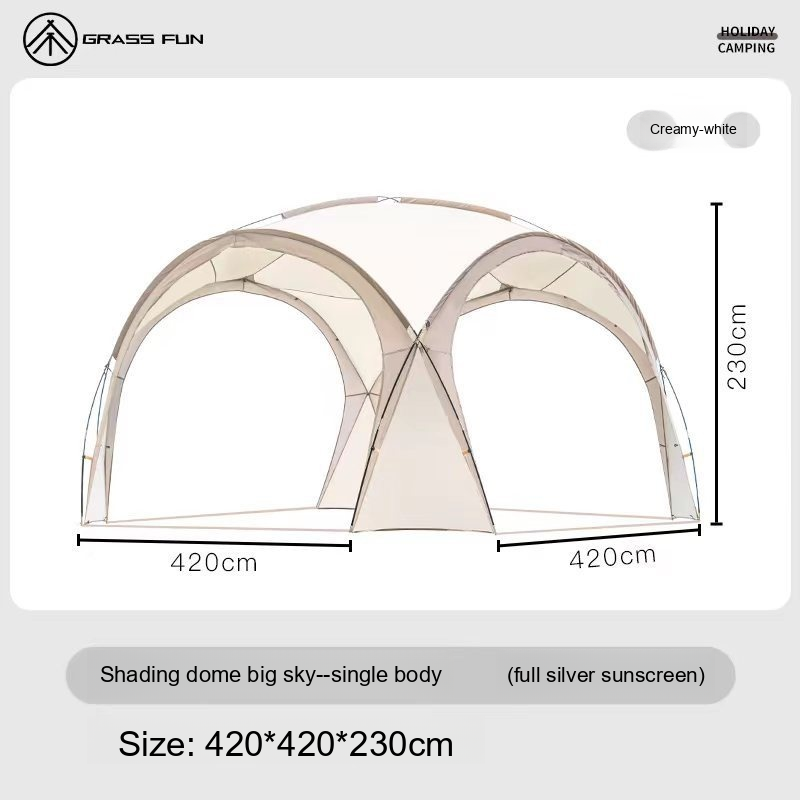 GRASS FUN
HOLIDAY
CAMPING
Creamy-white
230cm
420cm
420cm
Shading dome big sky--single body (full silver sunscreen)
Size: 420*420*230cm